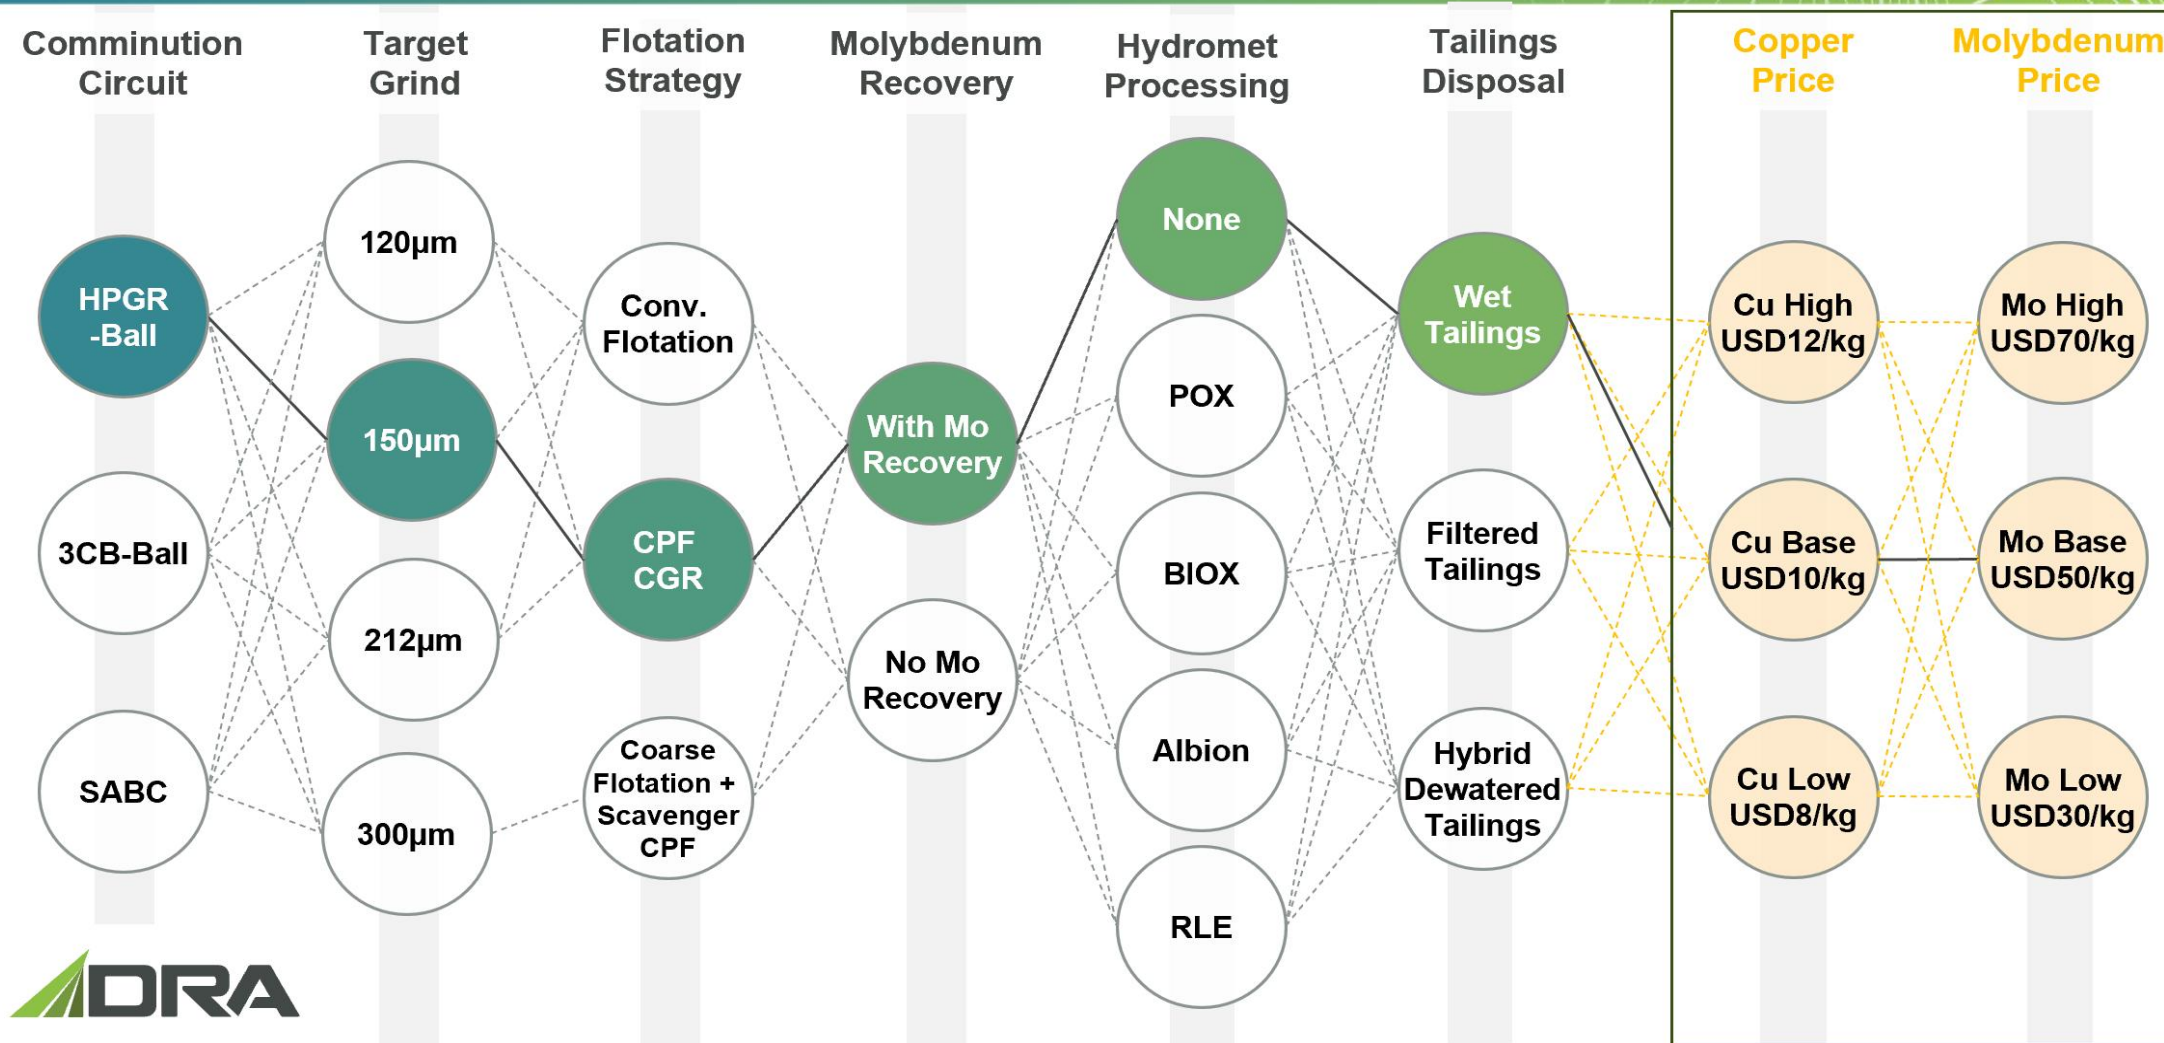 Comminution
Circuit
Target
Grind
Flotation
Strategy
Molybdenum
Recovery
Hydromet
Processing
Tailings
Disposal
Copper
Price
Molybdenum
Price
HPGR
-Ball
3CB-Ball
SABC
120µm
150µm
212µm
300µm
Conv.
Flotation
CPF
CGR
Coarse
Flotation +
Scavenger
CPF
With Mo
Recovery
No Mo
Recovery
None
POX
BIOX
Albion
RLE
Wet
Tailings
Filtered
Tailings
Hybrid
Dewatered
Tailings
Cu High
USD12/kg
Cu Base
USD10/kg
Cu Low
USD8/kg
Mo High
USD70/kg
Mo Base
USD50/kg
Mo Low
USD30/kg
DRA